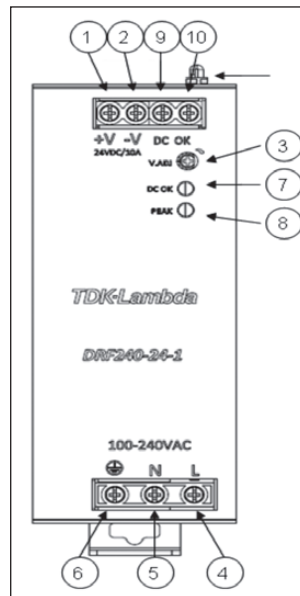 1 2 9 10
+V -V DC OK
24VDC/10A
V.ADJ 3
DC OK 7
PEAK 8
TDK-Lambda
DRF240-24-1
100-240VAC
N L
6 5 4